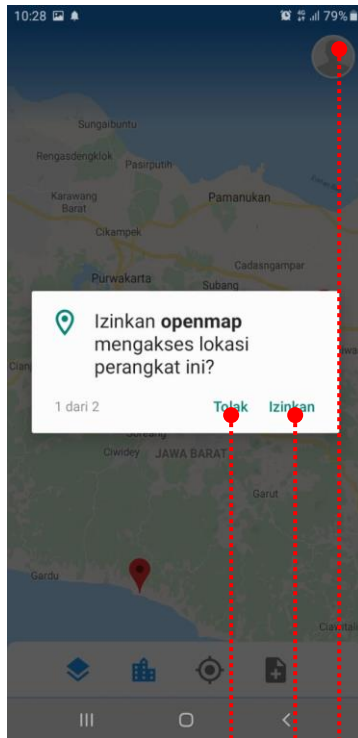 10:28
79%
Sungaibuntu
Rengasdengklok
Pasirputih
Karawang
Barat
Pamanukan
Cikampek
Cadasngampar
Purwakarta
Subang
Izinkan openmap
mengakses lokasi
perangkat ini?
1 dari 2
Tolak
Izinkan
Soreang
Ciwidey
JAWA BARAT
Garut
Gardu